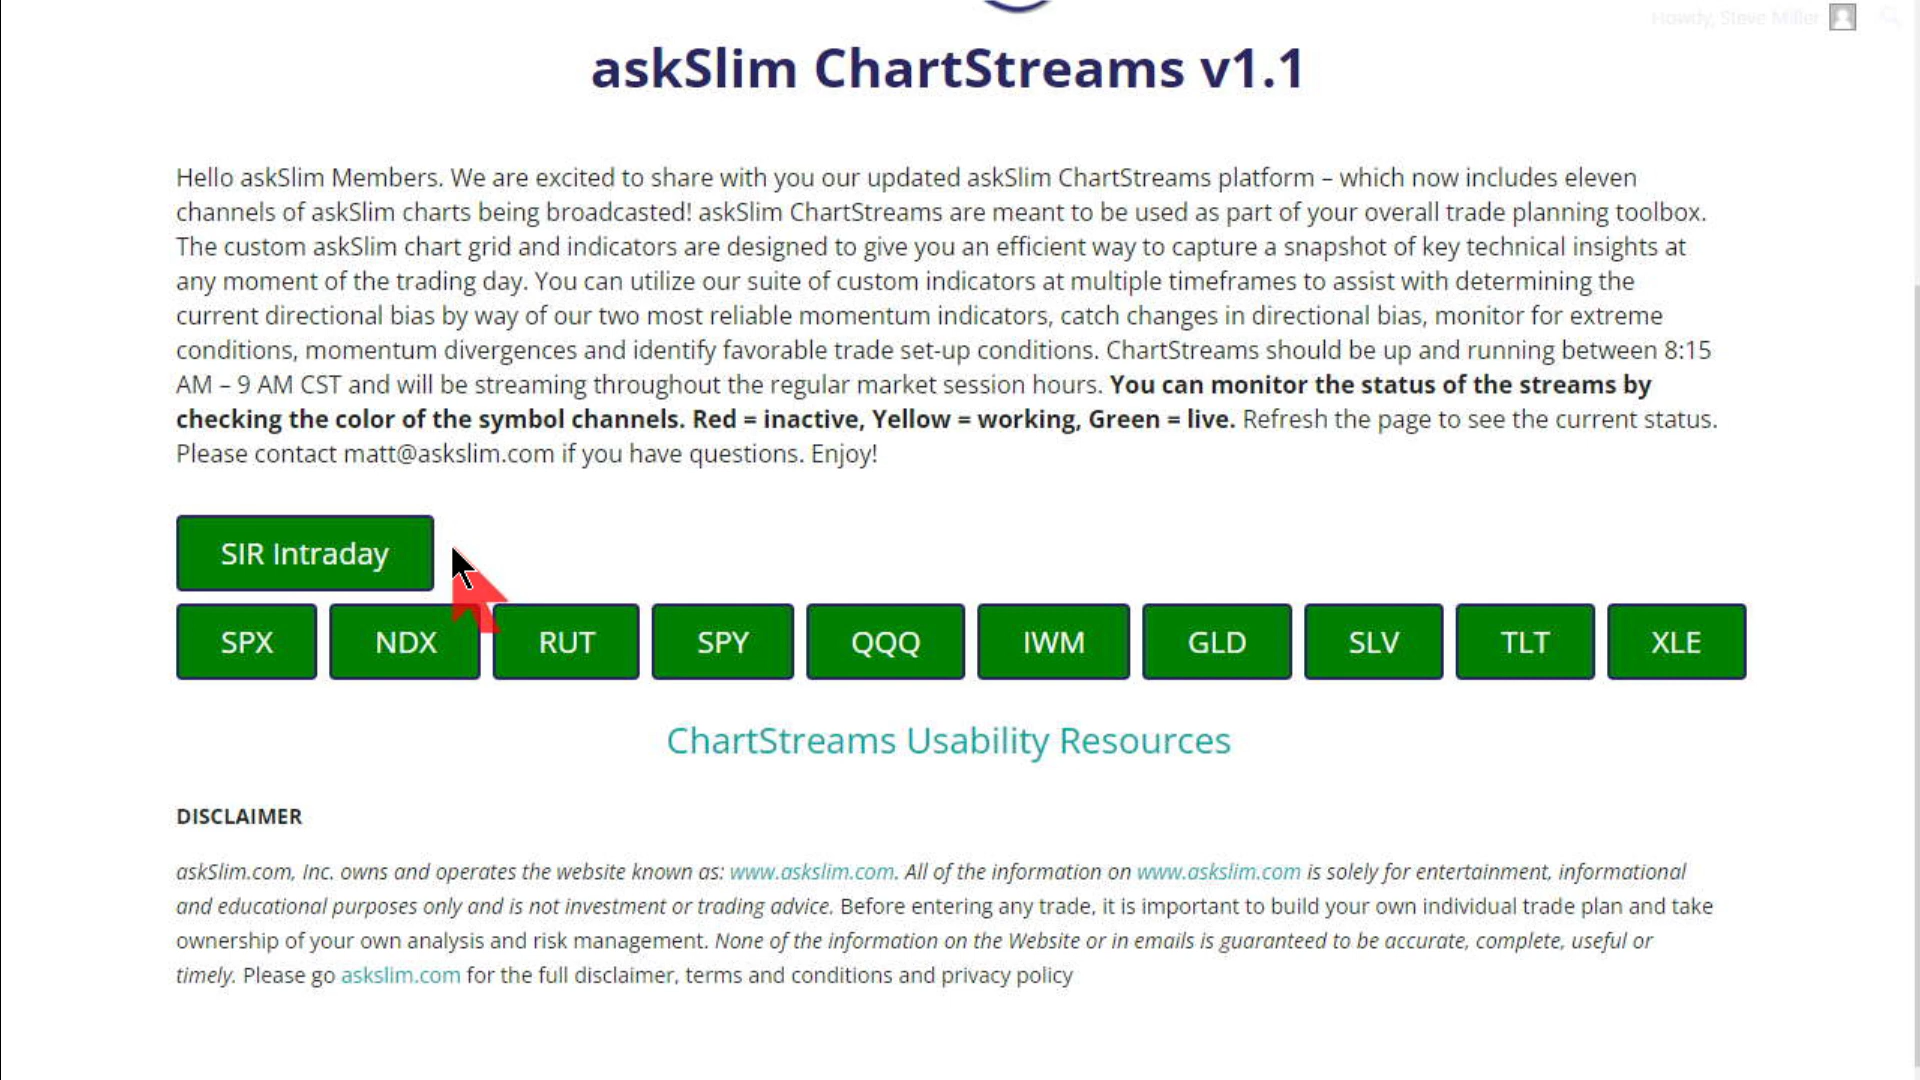 Howdy, Steve Miller
askSlim ChartStreams v1.1
Hello askSlim Members. We are excited to share with you our updated askSlim ChartStreams platform – which now includes eleven
channels of askSlim charts being broadcasted! askSlim ChartStreams are meant to be used as part of your overall trade planning toolbox.
The custom askSlim chart grid and indicators are designed to give you an efficient way to capture a snapshot of key technical insights at
any moment of the trading day. You can utilize our suite of custom indicators at multiple timeframes to assist with determining the
current directional bias by way of our two most reliable momentum indicators, catch changes in directional bias, monitor for extreme
conditions, momentum divergences and identify favorable trade set-up conditions. ChartStreams should be up and running between 8:15
AM – 9 AM CST and will be streaming throughout the regular market session hours. You can monitor the status of the streams by
checking the color of the symbol channels. Red = inactive, Yellow = working, Green = live. Refresh the page to see the current status.
Please contact matt@askslim.com if you have questions. Enjoy!
SIR Intraday
SPX NDX RUT SPY QQQ IWM GLD SLV TLT XLE
ChartStreams Usability Resources
DISCLAIMER
askSlim.com, Inc. owns and operates the website known as: www.askslim.com. All of the information on www.askslim.com is solely for entertainment, informational
and educational purposes only and is not investment or trading advice. Before entering any trade, it is important to build your own individual trade plan and take
ownership of your own analysis and risk management. None of the information on the Website or in emails is guaranteed to be accurate, complete, useful or
timely. Please go askslim.com for the full disclaimer, terms and conditions and privacy policy